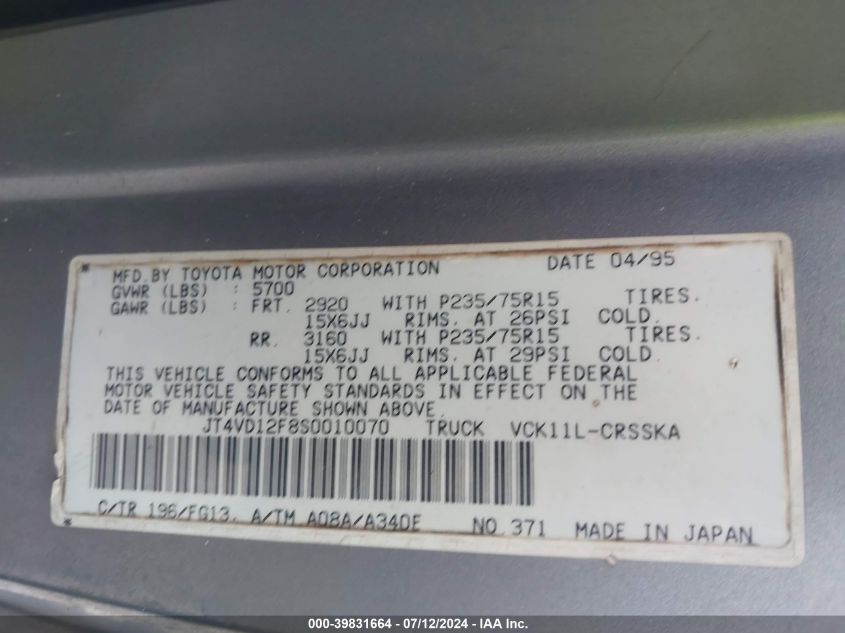 MFD.BY TOYOTA MOTOR CORPORATION DATE 04/95
GVWR (LBS) : 5700
GAWR (LBS) : FRT. 2920 WITH P235/75R15 TIRES.
15X6JJ RIMS. AT 26PSI COLD.
RR. 3160 WITH P235/75R15 TIRES.
15X6JJ RIMS. AT 29PSI COLD.
THIS VEHICLE CONFORMS TO ALL APPLICABLE FEDERAL
MOTOR VEHICLE SAFETY STANDARDS IN EFFECT ON THE
DATE OF MANUFACTURE SHOWN ABOVE.
JT4VD12F8S0010070 TRUCK VCK11L-CRSSKA
C/TR 196/FG13. A/TM A08A/A340E NO.371 MADE IN JAPAN
000-39831664 - 07/12/2024 - IAA Inc.